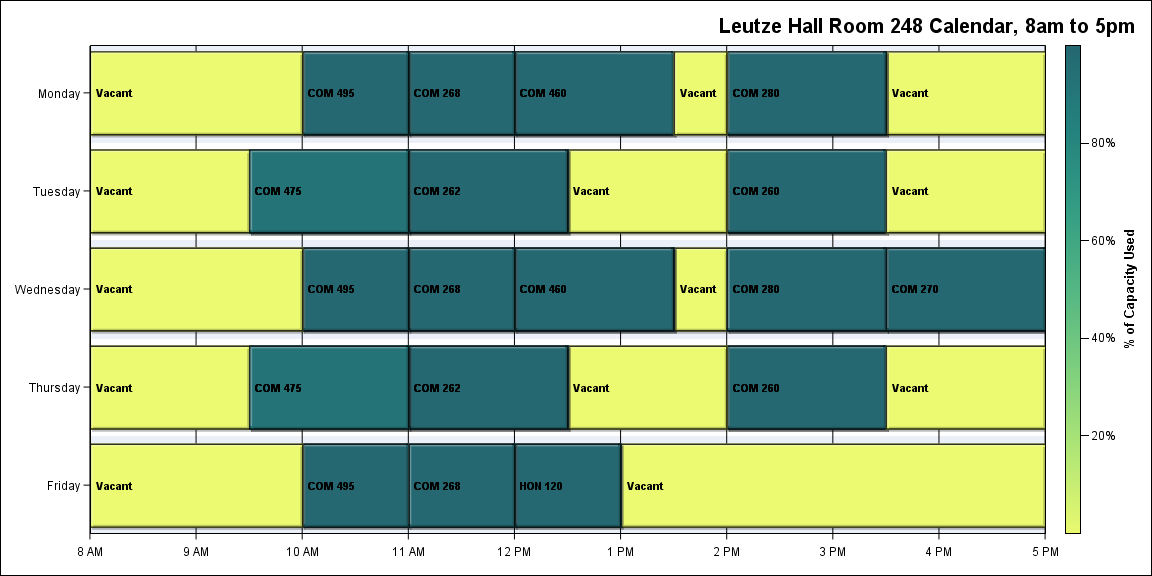 Leutze Hall Room 248 Calendar, 8am to 5pm
Monday
Vacant
COM 495
COM 268
COM 460
Vacant
COM 280
Vacant
Tuesday
Vacant
COM 475
COM 262
Vacant
COM 260
Vacant
Wednesday
Vacant
COM 495
COM 268
COM 460
Vacant
COM 280
COM 270
Thursday
Vacant
COM 475
COM 262
Vacant
COM 260
Vacant
Friday
Vacant
COM 495
COM 268
HON 120
Vacant
8 AM
9 AM
10 AM
11 AM
12 PM
1 PM
2 PM
3 PM
4 PM
5 PM
80%
60%
40%
20%
% of Capacity Used